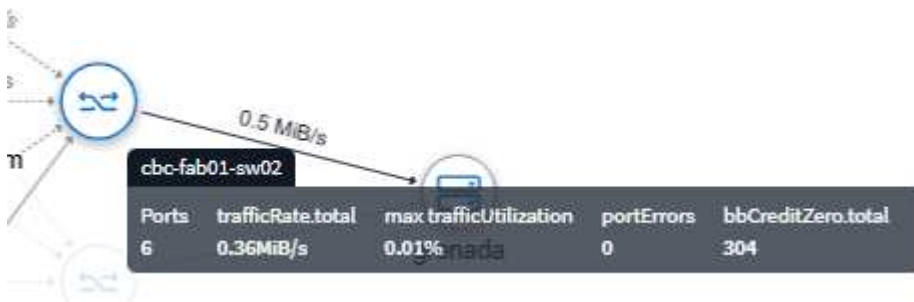 0.5 MiB/s
m
cbc-fab01-sw02
Ports trafficRate.total max trafficUtilization portErrors bbCreditZero.total
6 0.36MiB/s 0.01% 0 304